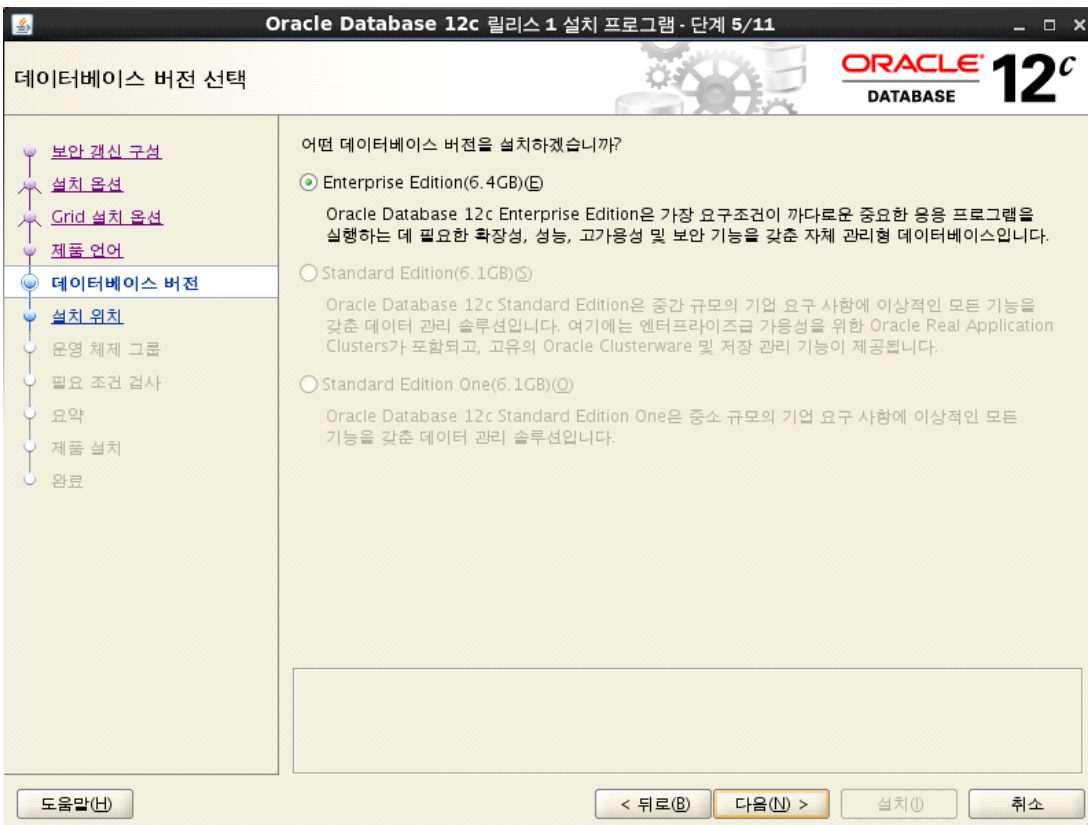 Oracle Database 12c 릴리스 1 설치 프로그램 - 단계 5/11
데이터베이스 버전 선택
ORACLE
DATABASE
12c
보안 갱신 구성
설치 옵션
Grid 설치 옵션
제품 언어
데이터베이스 버전
설치 위치
운영 체제 그룹
필요 조건 검사
요약
제품 설치
완료
어떤 데이터베이스 버전을 설치하겠습니까?
Enterprise Edition(6.4GB)(E)
Oracle Database 12c Enterprise Edition은 가장 요구조건이 까다로운 중요한 응용 프로그램을
실행하는 데 필요한 확장성, 성능, 고가용성 및 보안 기능을 갖춘 자체 관리형 데이터베이스입니다.
Standard Edition(6.1GB)(S)
Oracle Database 12c Standard Edition은 중간 규모의 기업 요구 사항에 이상적인 모든 기능을
갖춘 데이터 관리 솔루션입니다. 여기에는 엔터프라이즈급 가용성을 위한 Oracle Real Application
Clusters가 포함되고, 고유의 Oracle Clusterware 및 저장 관리 기능이 제공됩니다.
Standard Edition One(6.1GB)(O)
Oracle Database 12c Standard Edition One은 중소 규모의 기업 요구 사항에 이상적인 모든
기능을 갖춘 데이터 관리 솔루션입니다.
도움말(H)
< 뒤로(B)
다음(N) >
설치(I)
취소